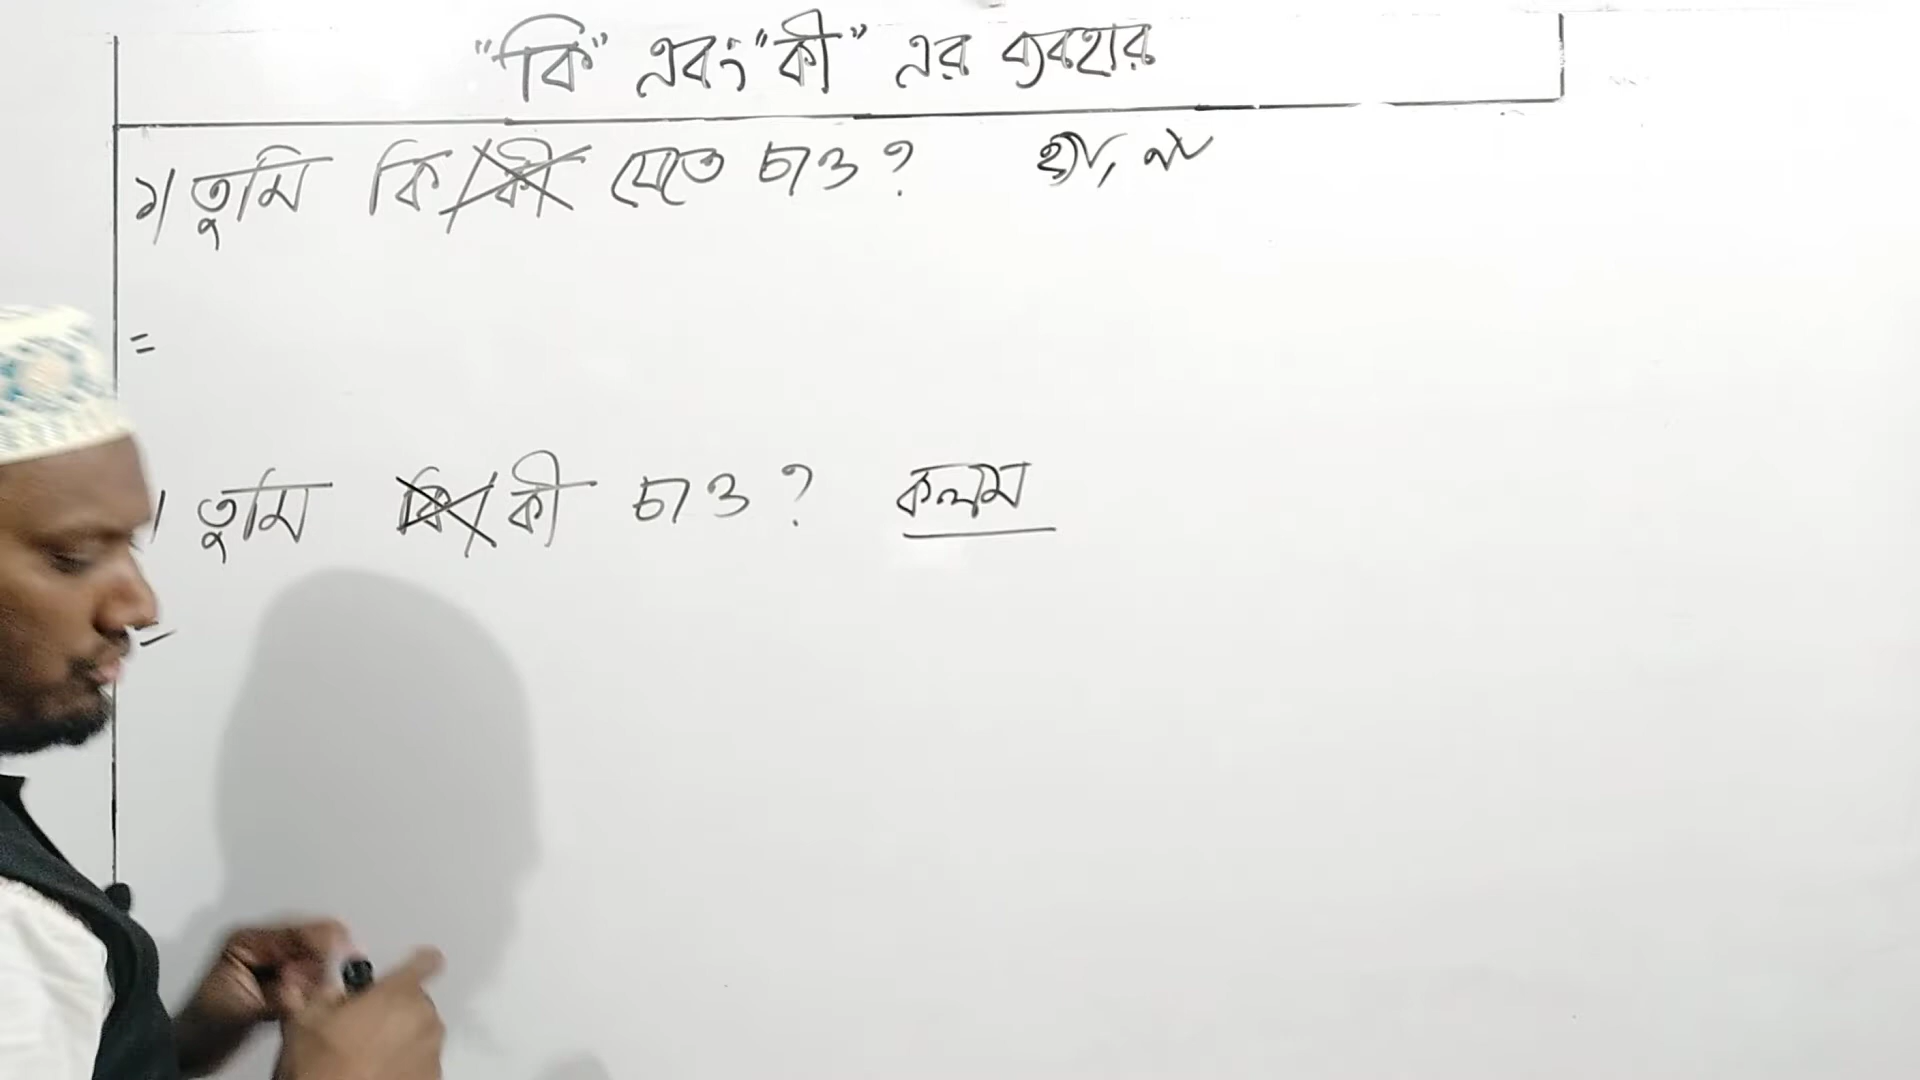 "কি" এবং "কী" এর ব্যবহার
১। তুমি কি/কী যেতে চাও? হ্যাঁ, না
=
। তুমি কি/কী চাও? কলম
=